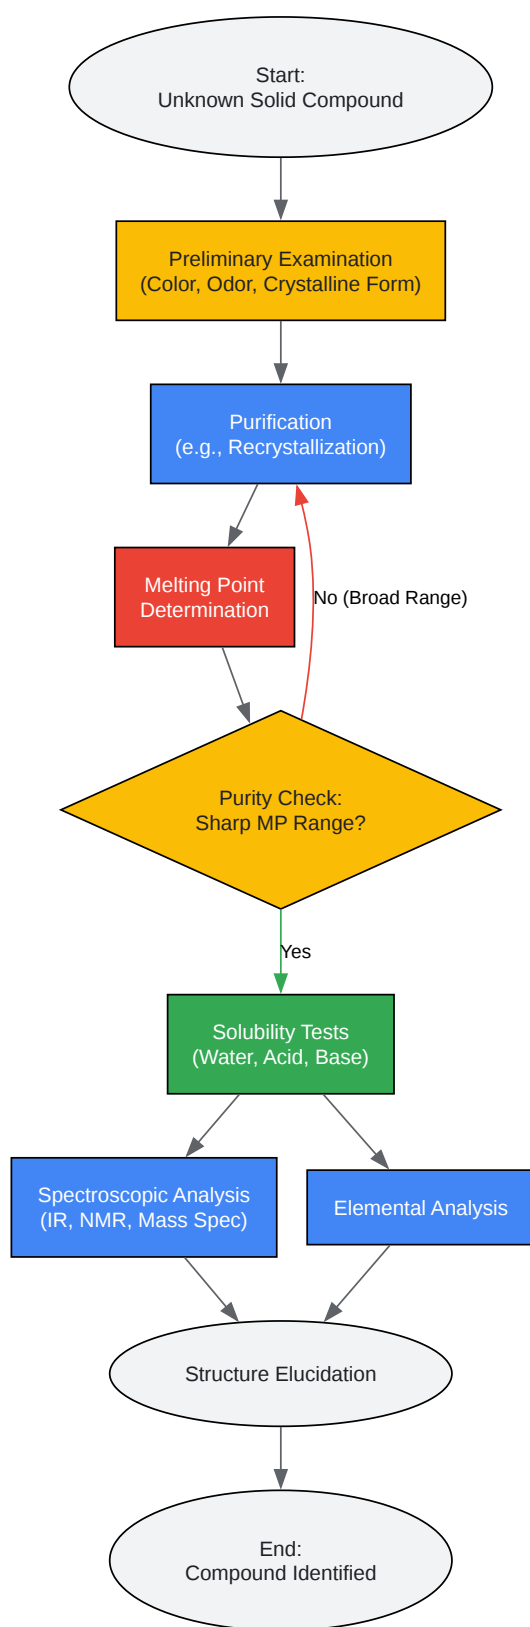 Start:
Unknown Solid Compound
Preliminary Examination
(Color, Odor, Crystalline Form)
Purification
(e.g., Recrystallization)
Melting Point
Determination
No (Broad Range)
Purity Check:
Sharp MP Range?
Yes
Solubility Tests
(Water, Acid, Base)
Spectroscopic Analysis
(IR, NMR, Mass Spec)
Elemental Analysis
Structure Elucidation
End:
Compound Identified